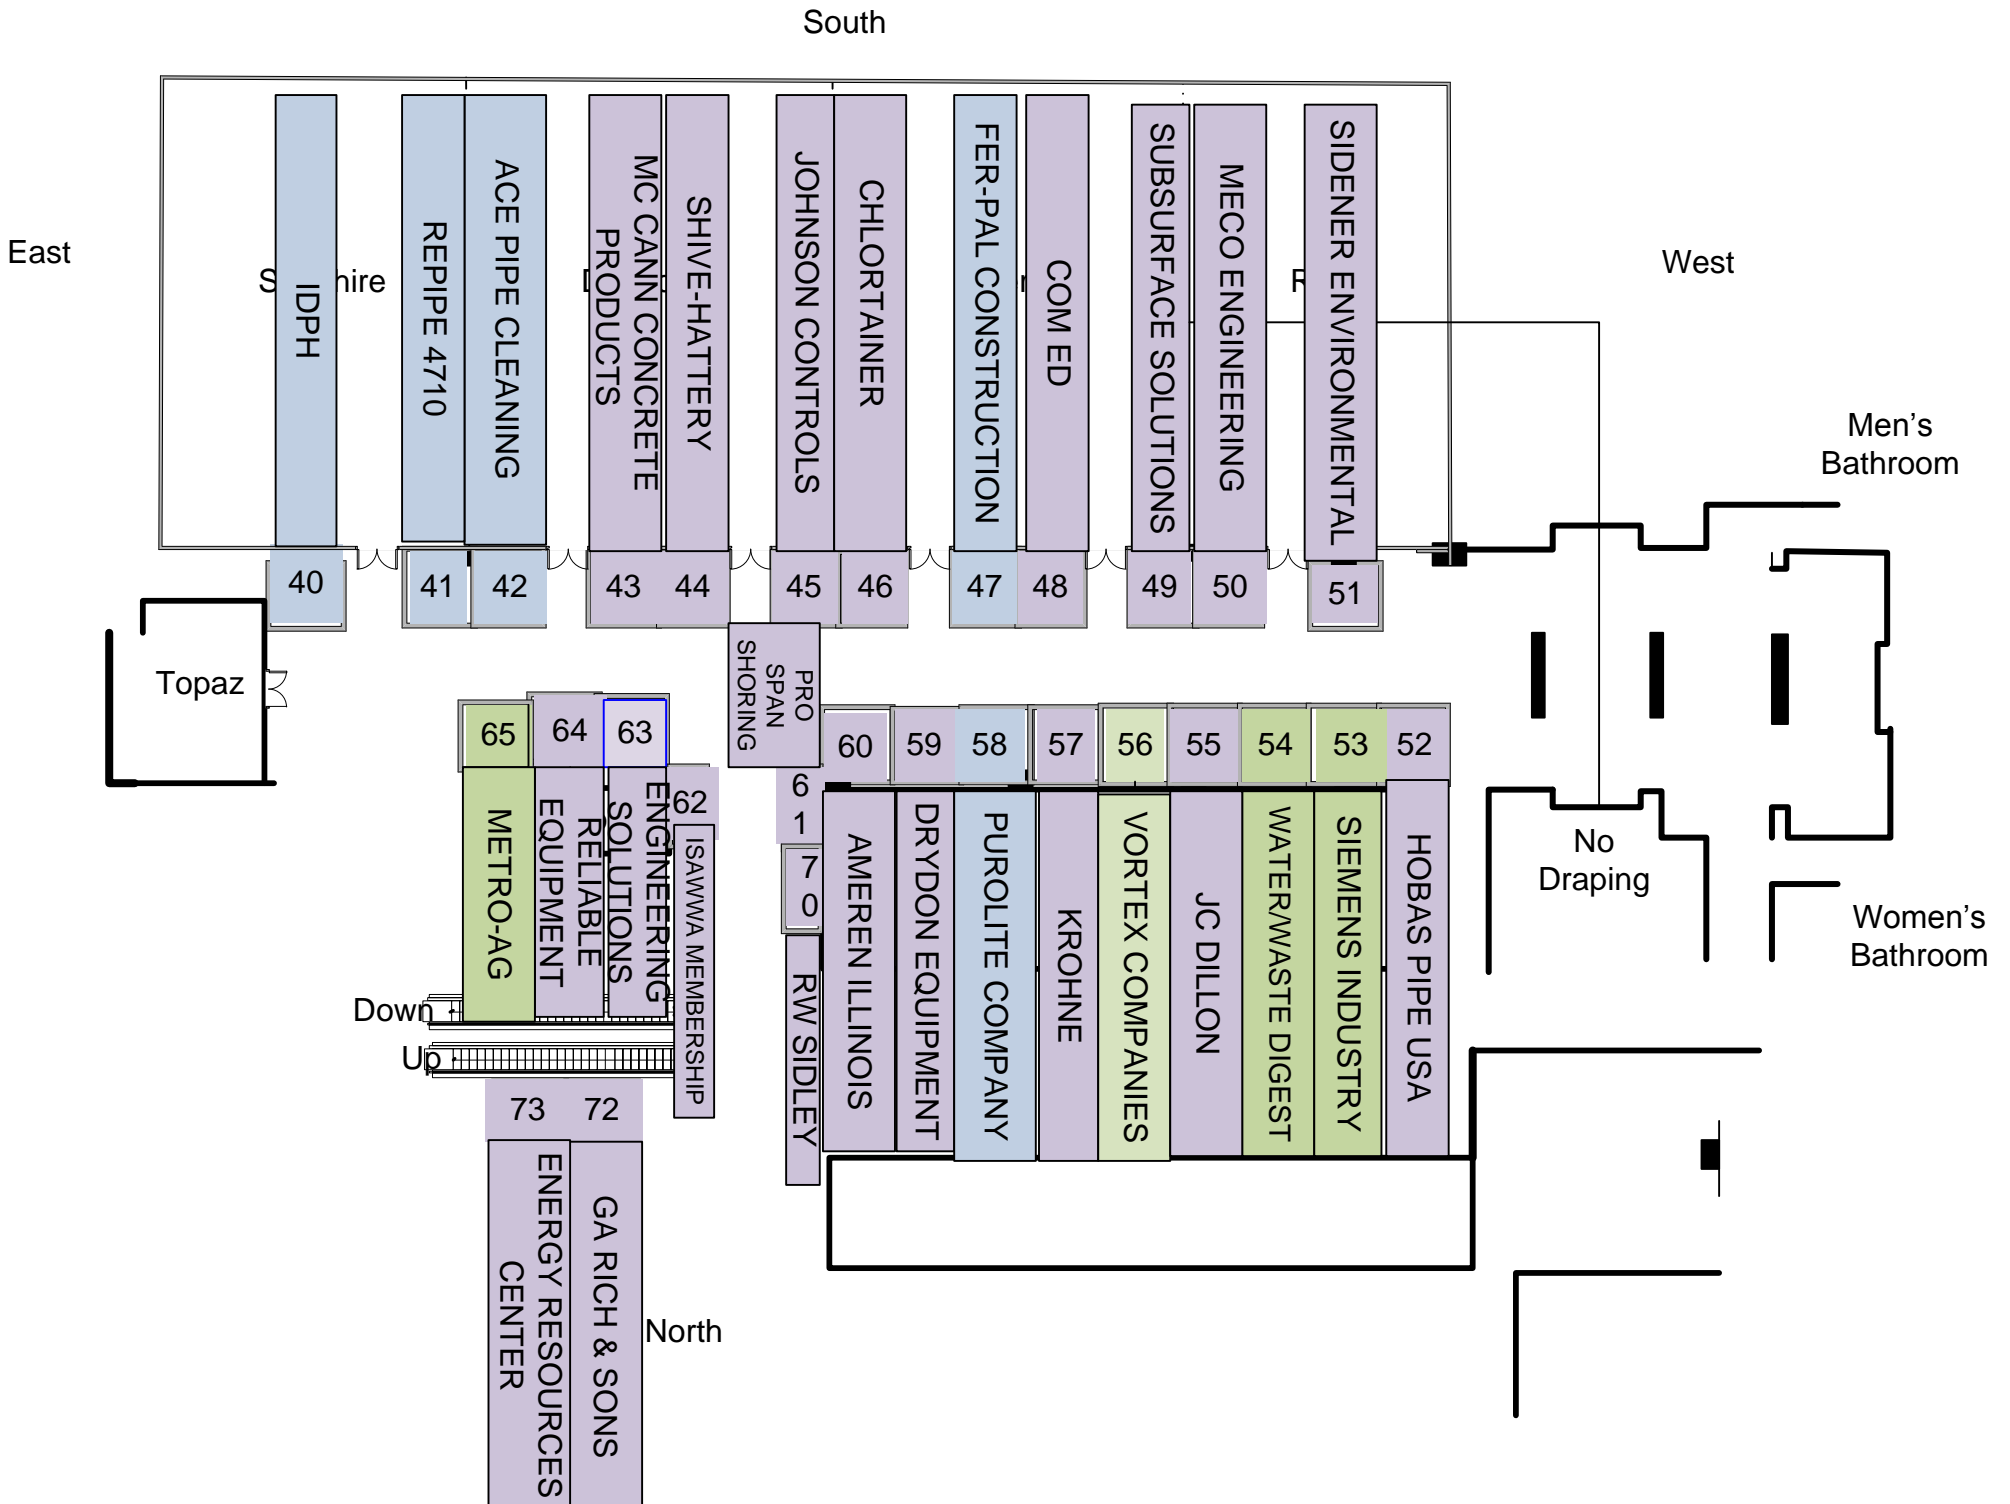 South
East
West
IDPH
REPIPE 4710
ACE PIPE CLEANING
MC CANN CONCRETE
PRODUCTS
SHIVE-HATTERY
JOHNSON CONTROLS
CHLORTAINER
FER-PAL CONSTRUCTION
COM ED
SUBSURFACE SOLUTIONS
MECO ENGINEERING
SIDENER ENVIRONMENTAL
hire
Men's
Bathroom
40
41
42
43
44
45
46
47
48
49
50
51
Topaz
PRO
SPAN
SHORING
65
64
63
62
61
70
60
59
58
57
56
55
54
53
52
METRO-AG
RELIABLE
EQUIPMENT
ENGINEERING
SOLUTIONS
ISAWWA MEMBERSHIP
RW SIDLEY
AMEREN ILLINOIS
DRYDON EQUIPMENT
PUROLITE COMPANY
KROHNE
VORTEX COMPANIES
JC DILLON
WATER/WASTE DIGEST
SIEMENS INDUSTRY
HOBAS PIPE USA
No
Draping
Women's
Bathroom
Down
Up
73
72
ENERGY RESOURCES
CENTER
GA RICH & SONS
North